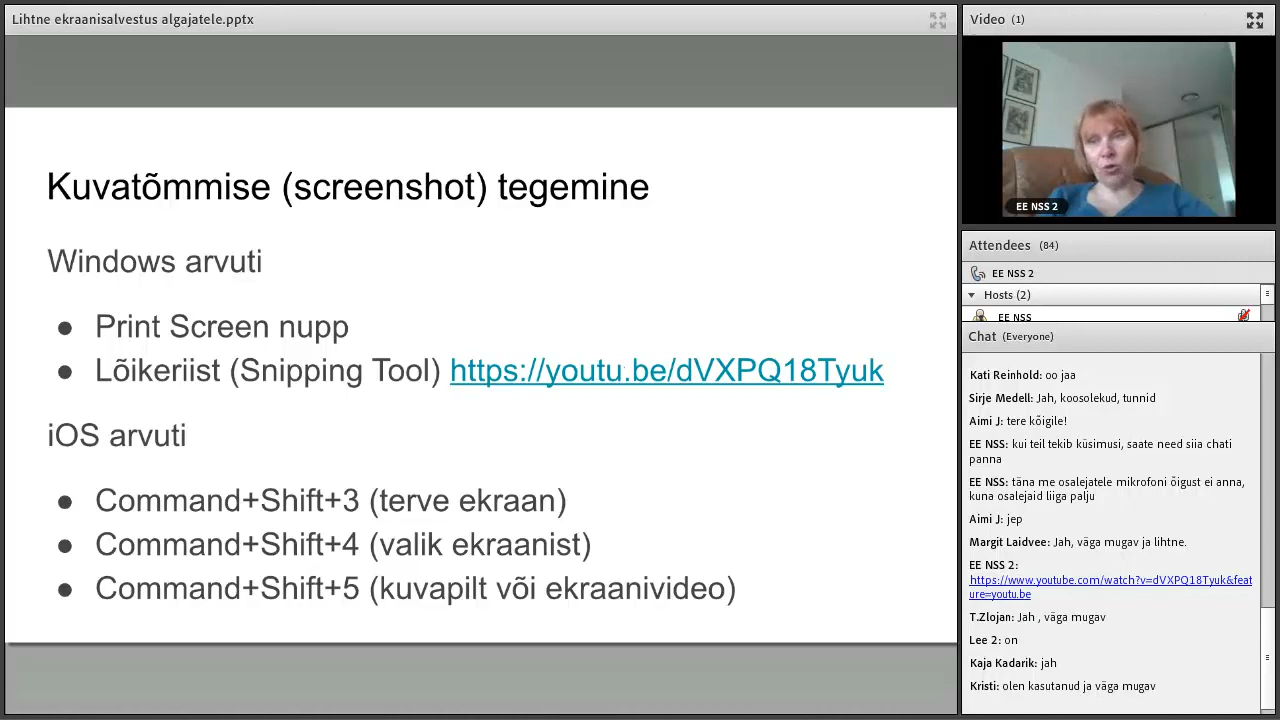 Lihtne ekraanisalvestus algajatele.pptx
Kuvatõmmise (screenshot) tegemine
Windows arvuti
● Print Screen nupp
● Lõikeriist (Snipping Tool) https://youtu.be/dVXPQ18Tyuk
iOS arvuti
● Command+Shift+3 (terve ekraan)
● Command+Shift+4 (valik ekraanist)
● Command+Shift+5 (kuvapilt või ekraanivideo)
Video (1)
EE NSS 2
Attendees (84)
EE NSS 2
Hosts (2)
EE NSS
Chat (Everyone)
Kati Reinhold: oo jaa
Sirje Medell: Jah, koosolekud, tunnid
Aimi J: tere kõigile!
EE NSS: kui teil tekib küsimusi, saate need siia chati
panna
EE NSS: täna me osalejatele mikrofoni õigust ei anna,
kuna osalejaid liiga palju
Aimi J: jep
Margit Laidvee: Jah, väga mugav ja lihtne.
EE NSS 2:
https://www.youtube.com/watch?v=dVXPQ18Tyuk&feat
ure=youtu.be
T.Zlojan: Jah , väga mugav
Lee 2: on
Kaja Kadarik: jah
Kristi: olen kasutanud ja väga mugav